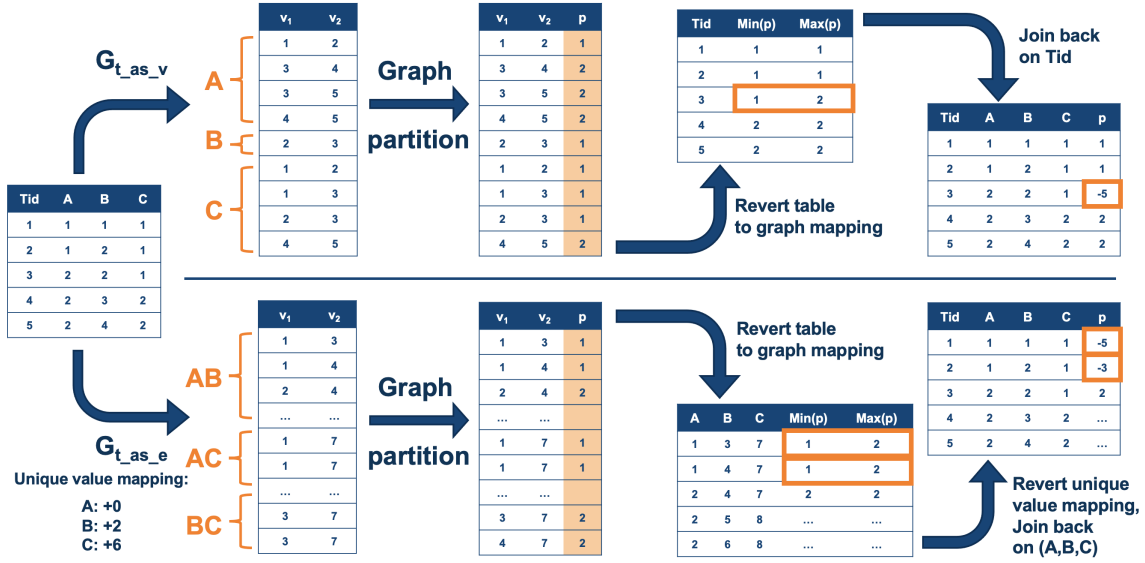 Tid A B C
1 1 1 1
2 1 2 1
3 2 2 1
4 2 3 2
5 2 4 2
G t_as_v
A
B
C
v1 v2
1 2
3 4
3 5
4 5
2 3
1 2
1 3
2 3
4 5
Graph
partition
v1 v2 p
1 2 1
3 4 2
3 5 2
4 5 2
2 3 1
1 2 1
1 3 1
2 3 1
4 5 2
Revert table
to graph mapping
Tid Min(p) Max(p)
1 1 1
2 1 1
3 1 2
4 2 2
5 2 2
Join back
on Tid
Tid A B C p
1 1 1 1 1
2 1 2 1 1
3 2 2 1 -5
4 2 3 2 2
5 2 4 2 2
G t_as_e
Unique value mapping:
A: +0
B: +2
C: +6
AB
AC
BC
v1 v2
1 3
1 4
2 4
... ...
1 7
1 7
... ...
3 7
3 7
Graph
partition
v1 v2 p
1 3 1
1 4 1
2 4 2
... ...
1 7 1
1 7 1
... ...
3 7 2
4 7 2
Revert table
to graph mapping
A B C Min(p) Max(p)
1 3 7 1 2
1 4 7 1 2
2 4 7 2 2
2 5 8 ... ...
2 6 8 ... ...
Revert unique
value mapping,
Join back
on (A,B,C)
Tid A B C p
1 1 1 1 -5
2 1 2 1 -3
3 2 2 1 2
4 2 3 2 ...
5 2 4 2 ...